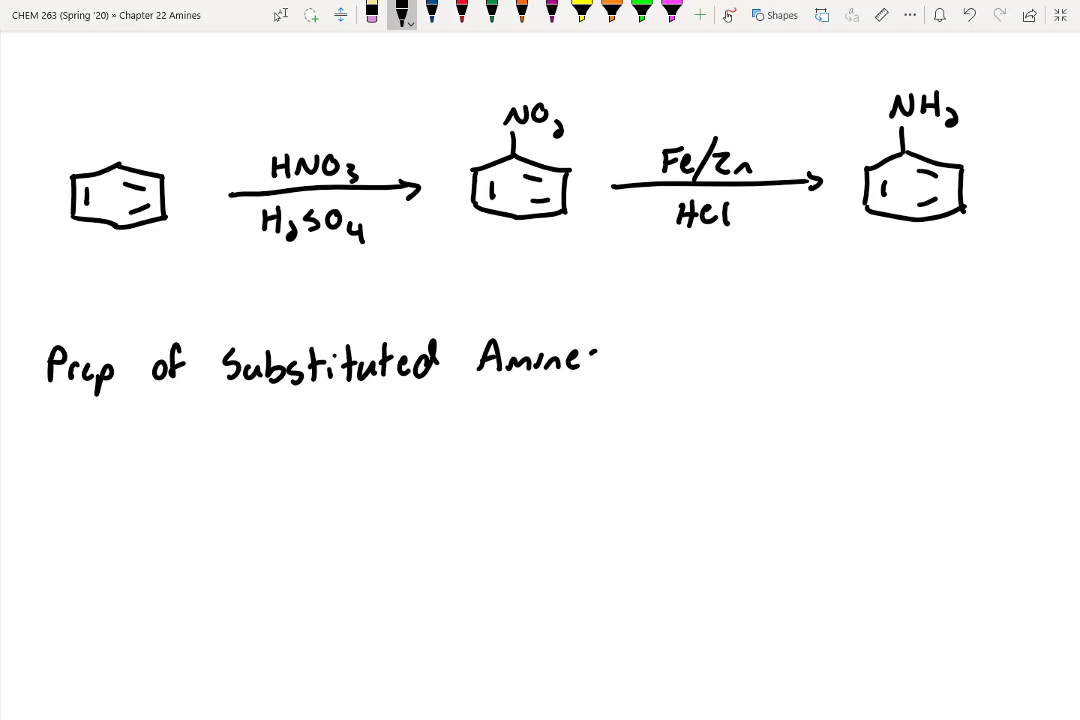 CHEM 263 (Spring '20) » Chapter 22 Amines
Shapes
NO₂
NH₂
HNO₃
H₂SO₄
Fe/Zn
HCl
Prep of Substituted Amine